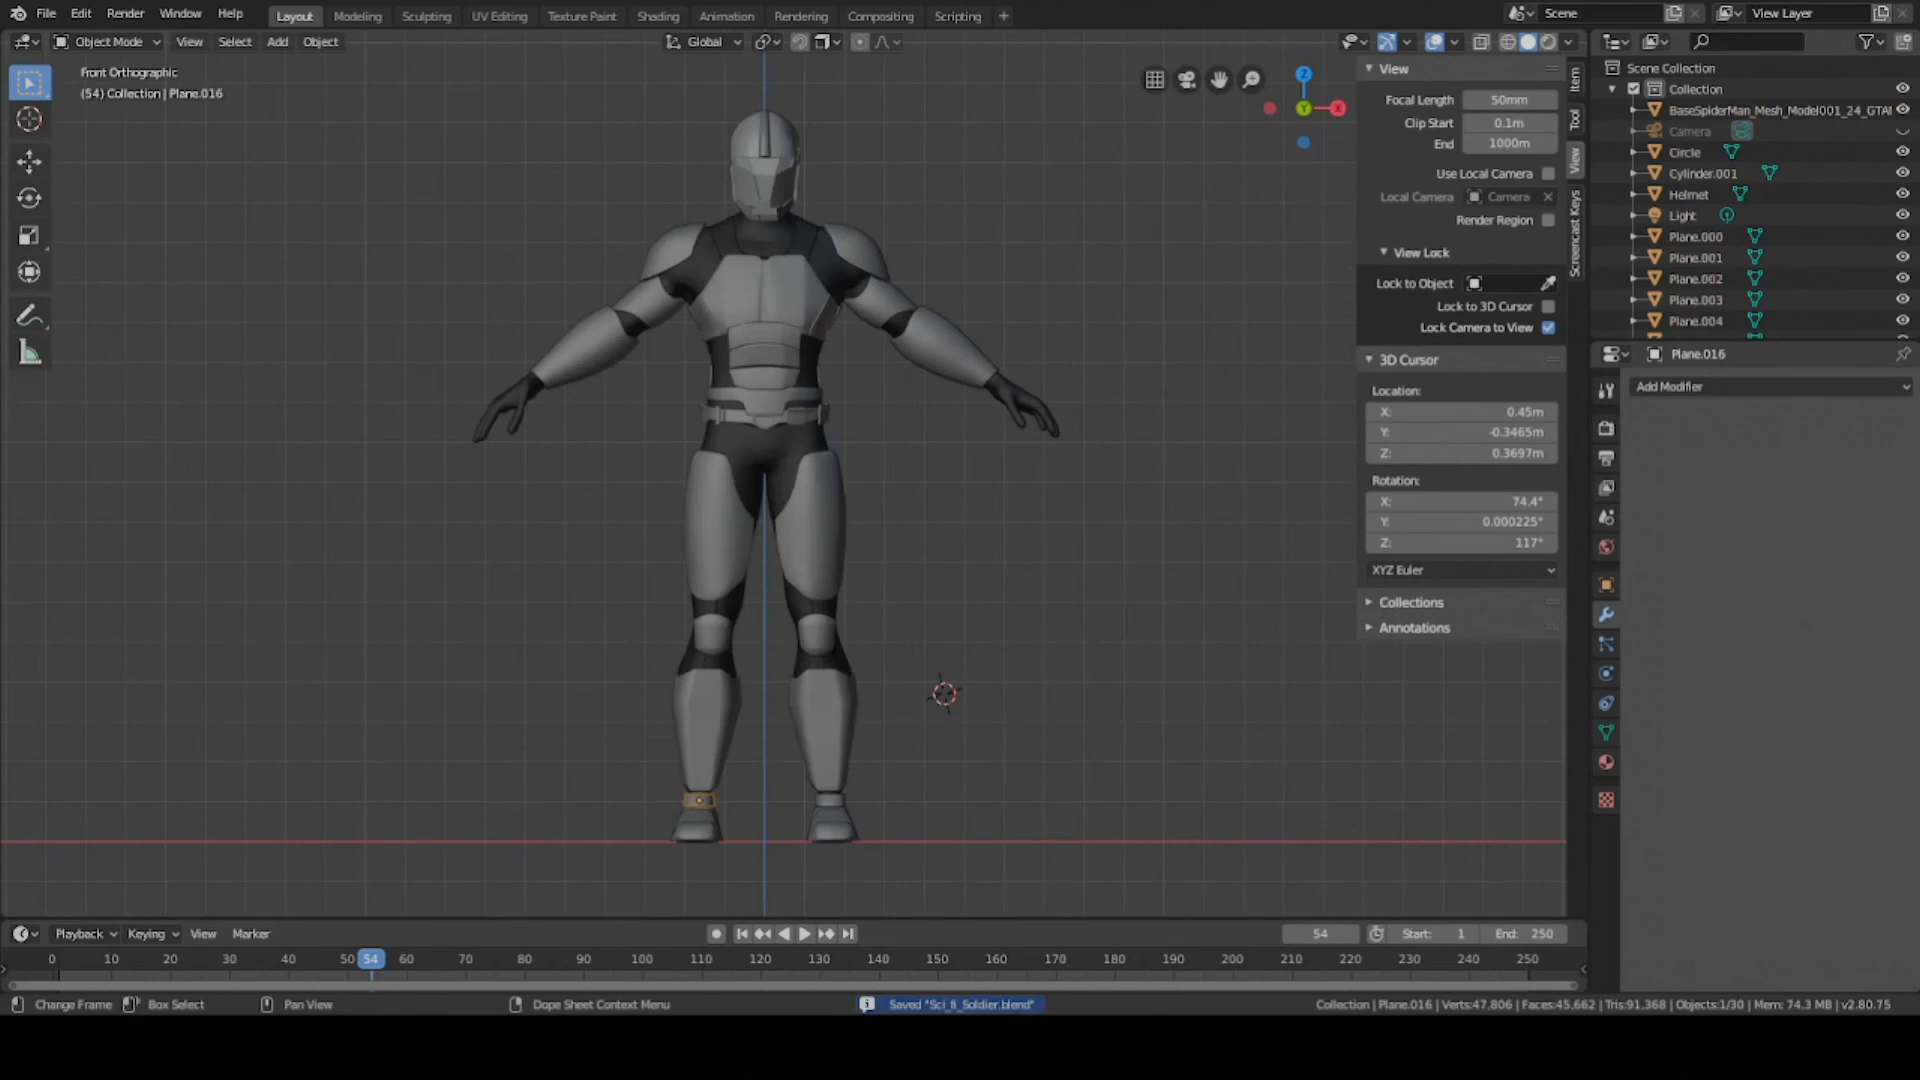 File Edit Render Window Help Layout Modeling Sculpting UV Editing Texture Paint Shading Animation Rendering Compositing Scripting + Scene View Layer
Object Mode View Select Add Object Global
Front Orthographic
(54) Collection | Plane.016
Z
Y
X
View
Focal Length 50mm
Clip Start 0.1m
End 1000m
Use Local Camera
Local Camera Camera
Render Region
View Lock
Lock to Object
Lock to 3D Cursor
Lock Camera to View
3D Cursor
Location:
X: 0.45m
Y: -0.3465m
Z: 0.3697m
Rotation:
X: 74.4°
Y: 0.000225°
Z: 117°
XYZ Euler
Collections
Annotations
Item
Tool
View
Screencast Keys
Scene Collection
Collection
BaseSpiderMan_Mesh_Model001_24_GTAI
Camera
Circle
Cylinder.001
Helmet
Light
Plane.000
Plane.001
Plane.002
Plane.003
Plane.004
Plane.016
Add Modifier
Playback Keying View Marker 54 Start: 1 End: 250
0 10 20 30 40 50 54 60 70 80 90 100 110 120 130 140 150 160 170 180 190 200 210 220 230 240 250
Change Frame Box Select Pan View Dope Sheet Context Menu Saved "Sci_fi_Soldier.blend" Collection | Plane.016 | Verts:47,806 | Faces:45,662 | Tris:91,368 | Objects:1/30 | Mem: 74.3 MB | v2.80.75